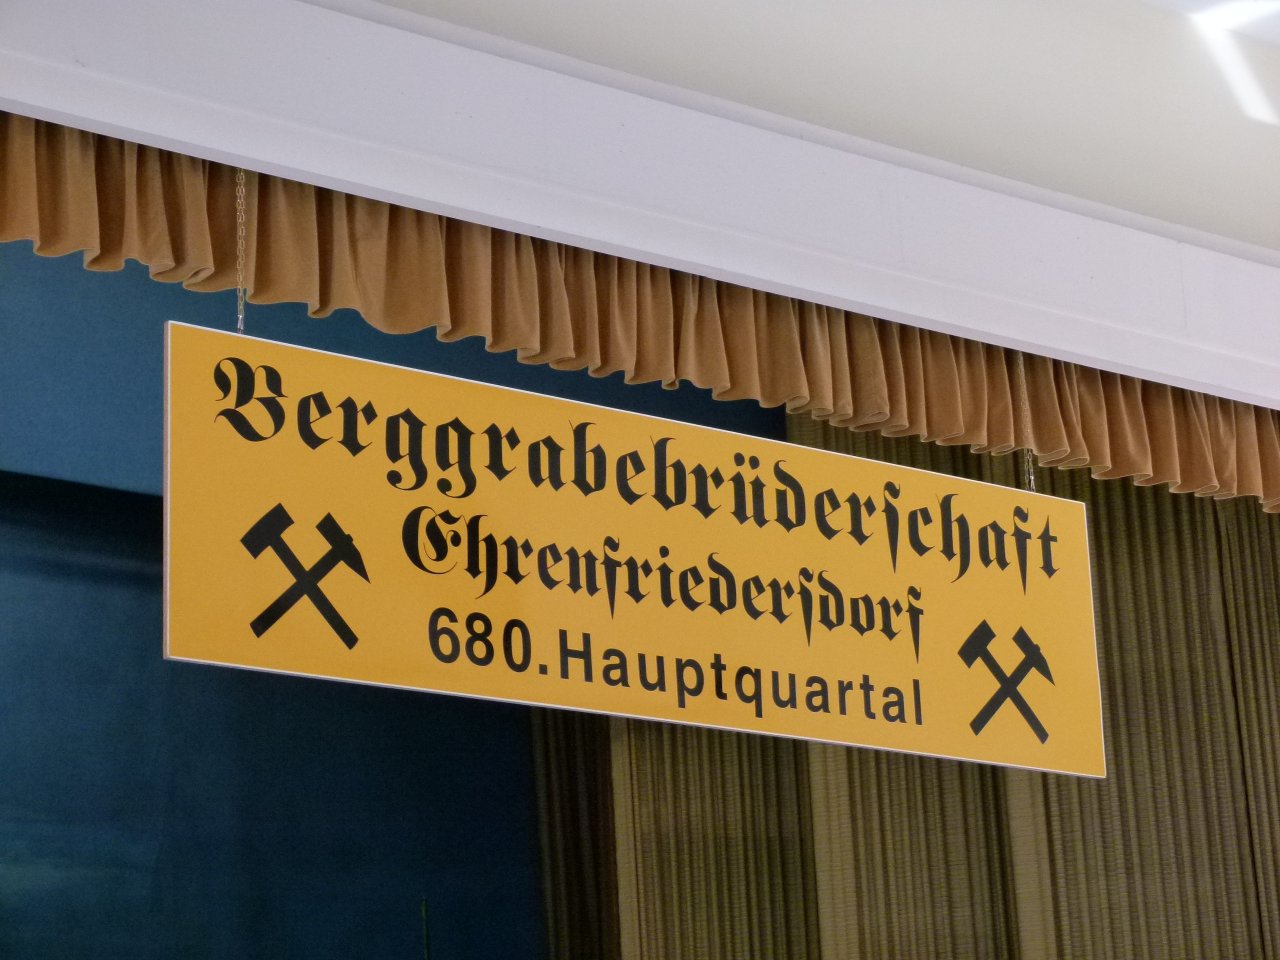 Berggrabebrüderschaft
Ehrenfriedersdorf
680.Hauptquartal